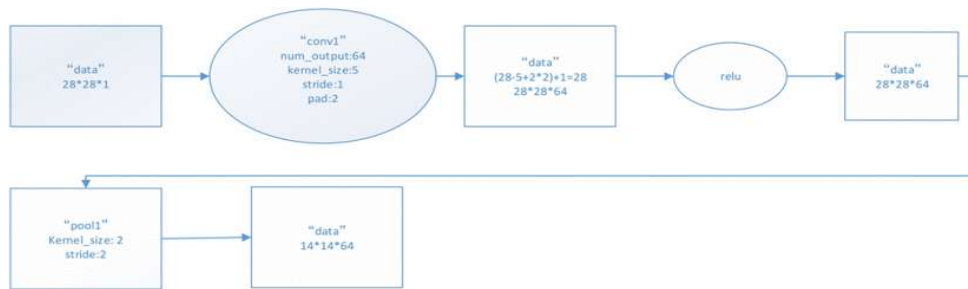 “data”
28*28*1
“conv1”
num_output:64
kernel_size:5
stride:1
pad:2
“data”
(28-5+2*2)+1=28
28*28*64
relu
“data”
28*28*64
“pool1”
Kernel_size: 2
stride:2
“data”
14*14*64